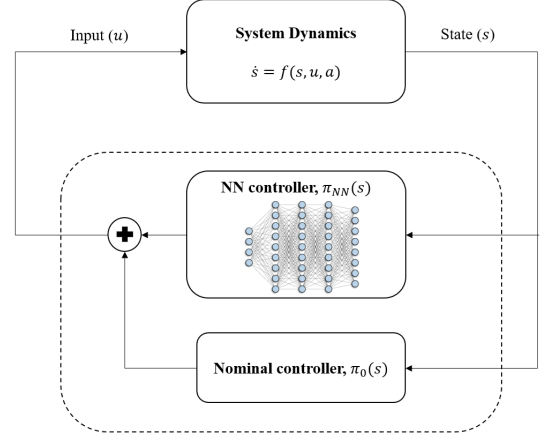 Input (𝑢)
System Dynamics
State (𝑠)
ṡ = 𝑓(𝑠, 𝑢, 𝑎)
NN controller, 𝜋𝑁𝑁(𝑠)
Nominal controller, 𝜋0(𝑠)